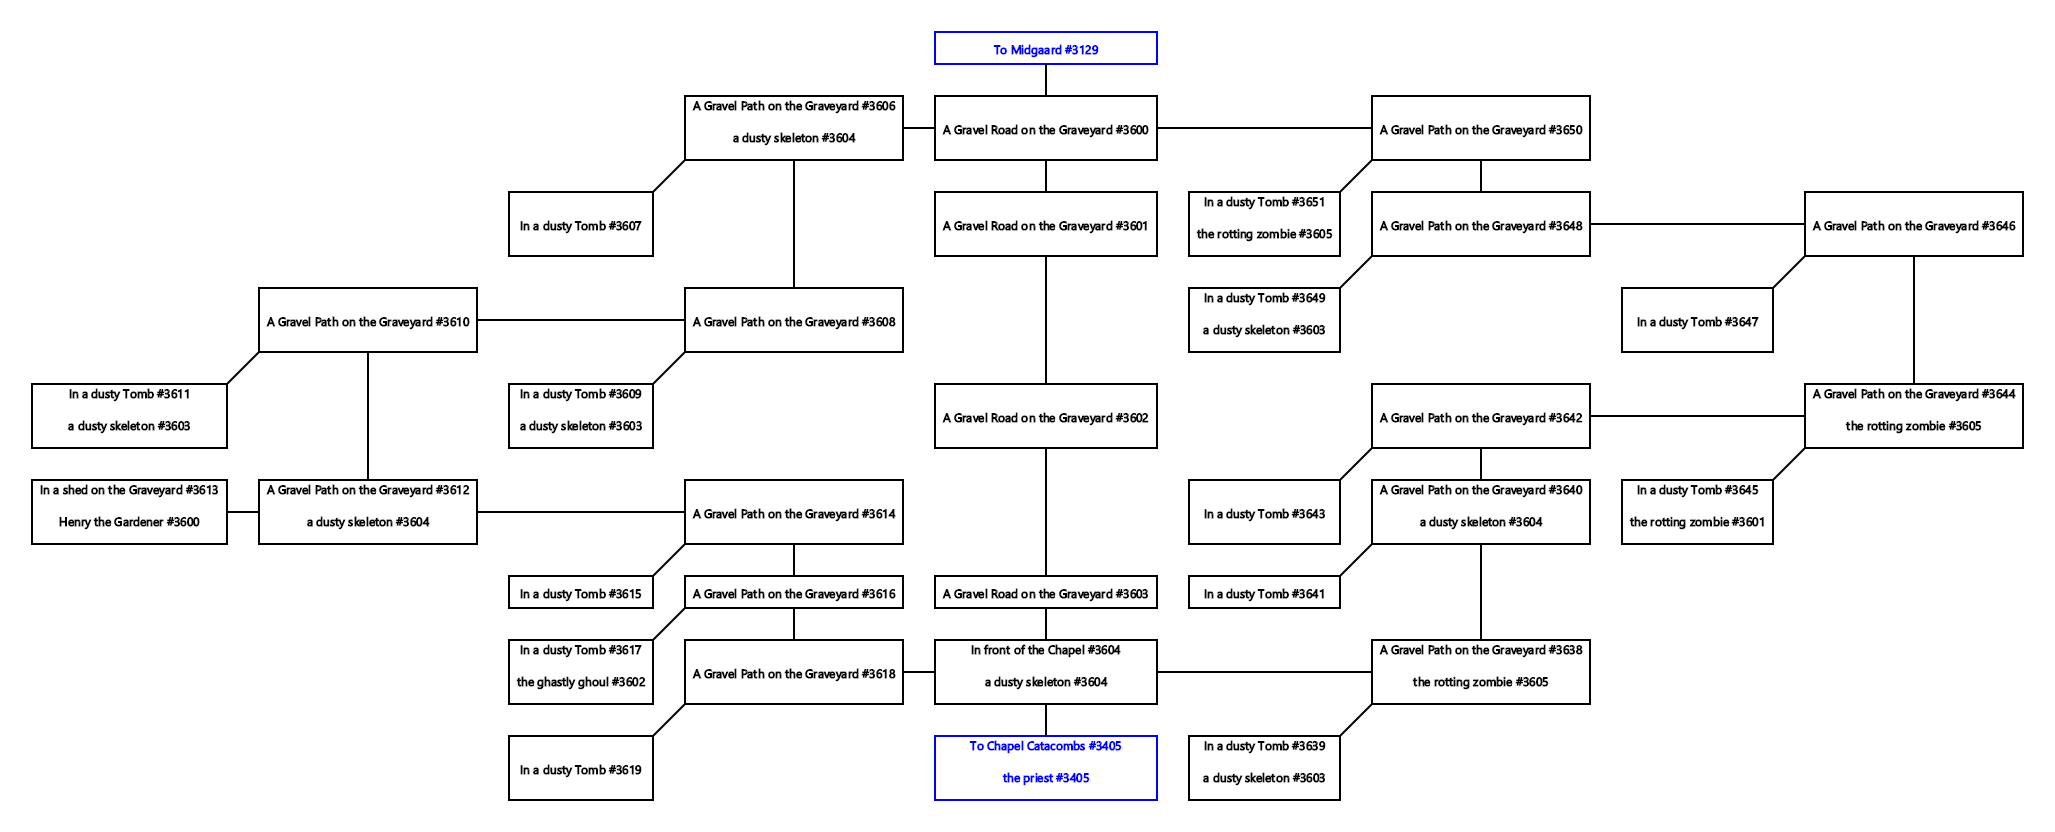 To Midgaard #3129
A Gravel Path on the Graveyard #3606
a dusty skeleton #3604
A Gravel Road on the Graveyard #3600
A Gravel Path on the Graveyard #3650
In a dusty Tomb #3607
A Gravel Road on the Graveyard #3601
In a dusty Tomb #3651
the rotting zombie #3605
A Gravel Path on the Graveyard #3648
A Gravel Path on the Graveyard #3646
A Gravel Path on the Graveyard #3610
A Gravel Path on the Graveyard #3608
In a dusty Tomb #3649
a dusty skeleton #3603
In a dusty Tomb #3647
In a dusty Tomb #3611
a dusty skeleton #3603
In a dusty Tomb #3609
a dusty skeleton #3603
A Gravel Road on the Graveyard #3602
A Gravel Path on the Graveyard #3642
A Gravel Path on the Graveyard #3644
the rotting zombie #3605
In a shed on the Graveyard #3613
Henry the Gardener #3600
A Gravel Path on the Graveyard #3612
a dusty skeleton #3604
A Gravel Path on the Graveyard #3614
In a dusty Tomb #3643
A Gravel Path on the Graveyard #3640
a dusty skeleton #3604
In a dusty Tomb #3645
the rotting zombie #3601
In a dusty Tomb #3615
A Gravel Path on the Graveyard #3616
A Gravel Road on the Graveyard #3603
In a dusty Tomb #3641
In a dusty Tomb #3617
the ghastly ghoul #3602
A Gravel Path on the Graveyard #3618
In front of the Chapel #3604
a dusty skeleton #3604
A Gravel Path on the Graveyard #3638
the rotting zombie #3605
In a dusty Tomb #3619
To Chapel Catacombs #3405
the priest #3405
In a dusty Tomb #3639
a dusty skeleton #3603